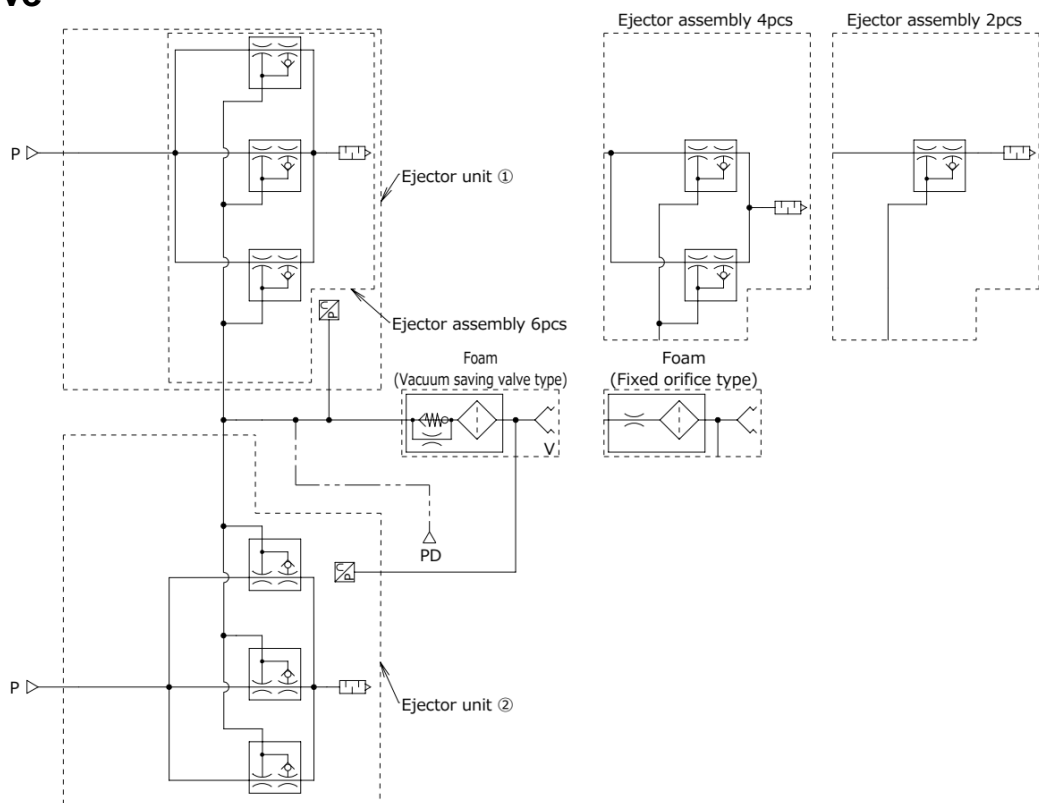 Ejector assembly 4pcs
Ejector assembly 2pcs
P
Ejector unit ①
Ejector assembly 6pcs
Foam
(Vacuum saving valve type)
Foam
(Fixed orifice type)
V
PD
P
Ejector unit ②